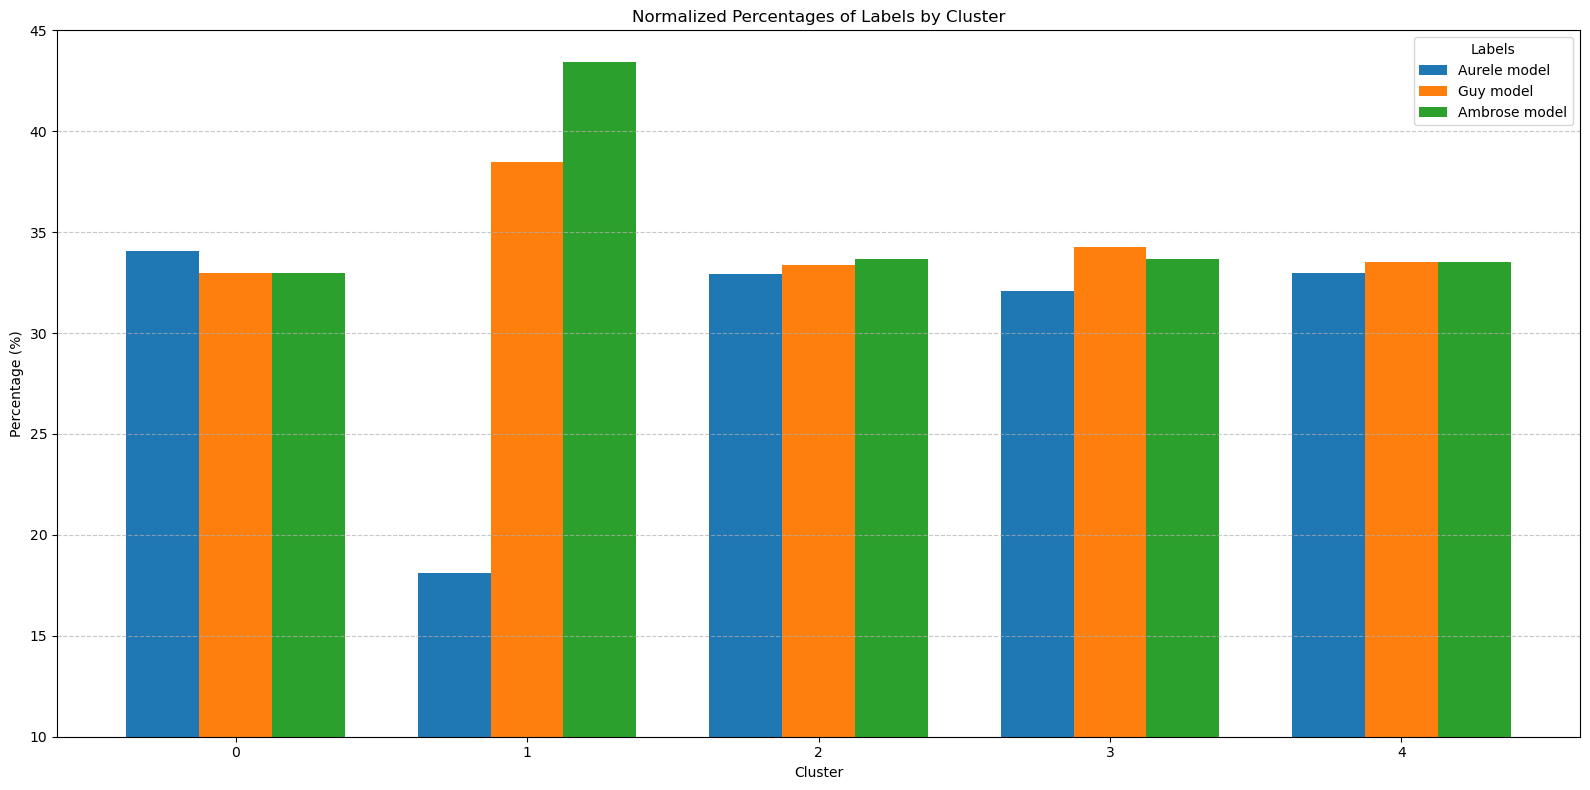 Normalized Percentages of Labels by Cluster
45
40
35
30
25
20
15
10
Percentage (%)
Labels
Aurele model
Guy model
Ambrose model
0 1 2 3 4
Cluster